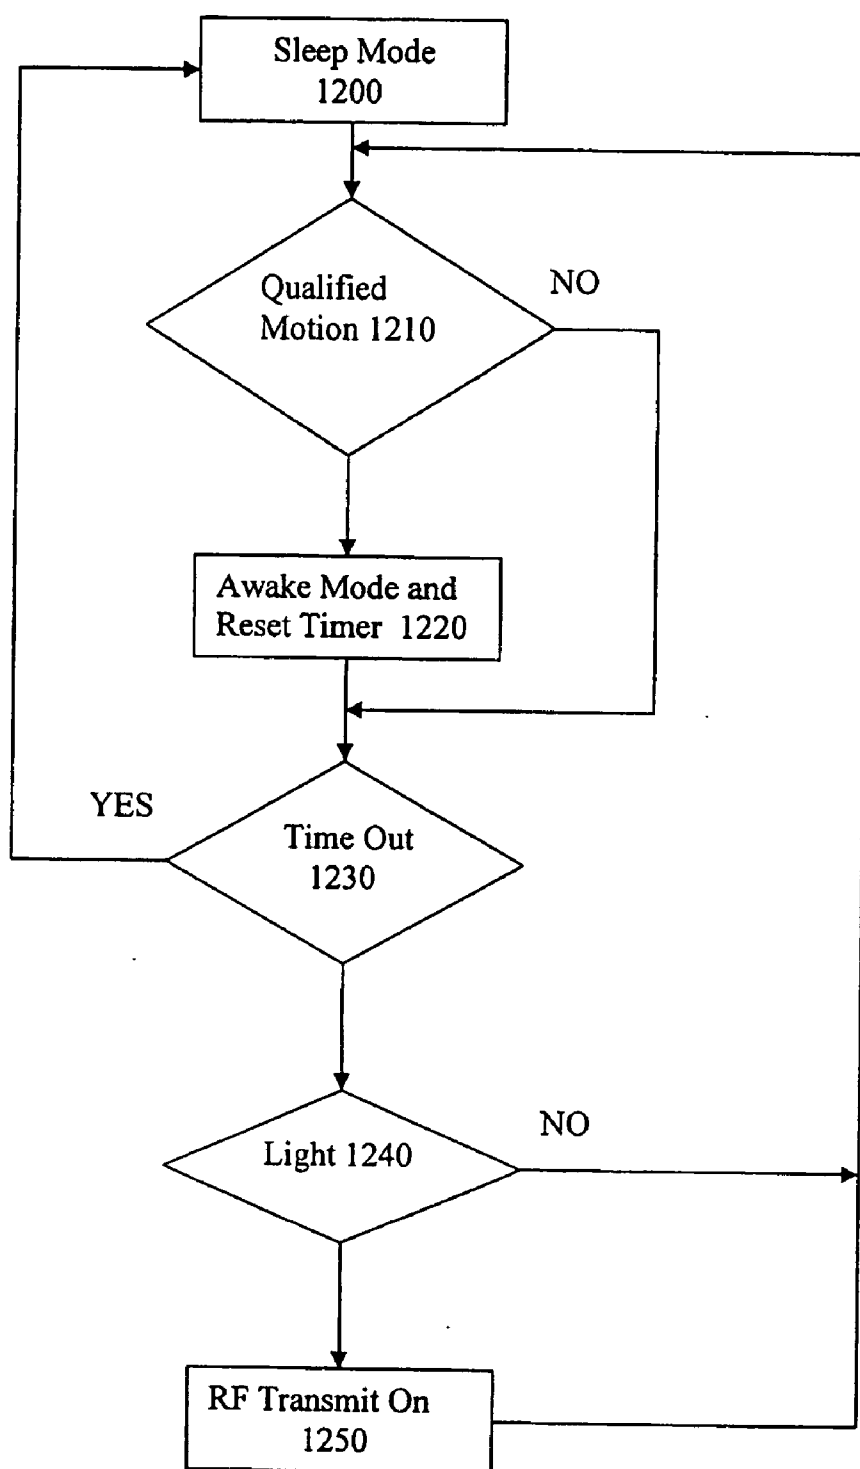 Sleep Mode
1200
Qualified
Motion 1210
NO
Awake Mode and
Reset Timer 1220
YES
Time Out
1230
Light 1240
NO
RF Transmit On
1250